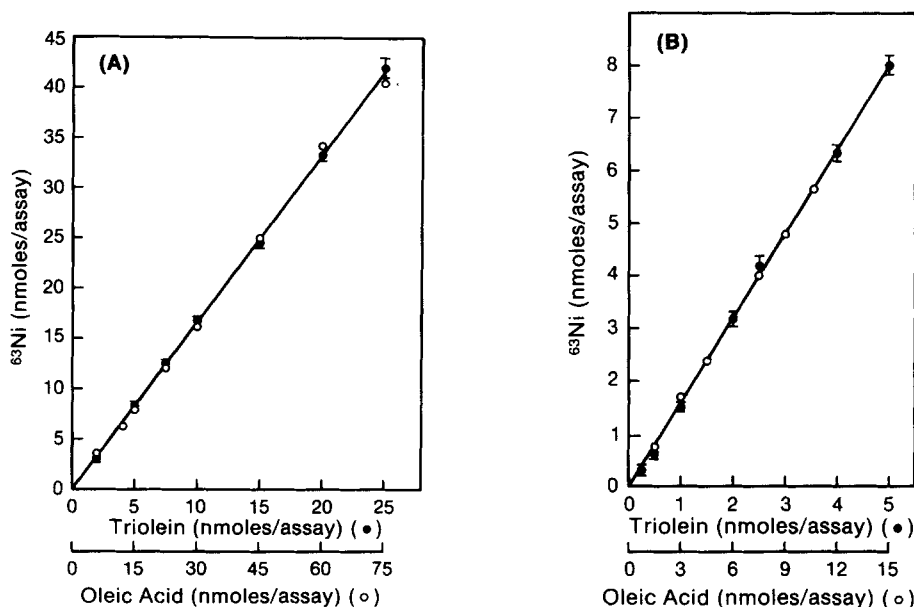 (A)
45
40
35
30
25
20
15
10
5
0
⁶³Ni (nmoles/assay)
0 5 10 15 20 25
Triolein (nmoles/assay) (●)
0 15 30 45 60 75
Oleic Acid (nmoles/assay) (○)
(B)
8
7
6
5
4
3
2
1
0
⁶³Ni (nmoles/assay)
0 1 2 3 4 5
Triolein (nmoles/assay) (●)
0 3 6 9 12 15
Oleic Acid (nmoles/assay) (○)